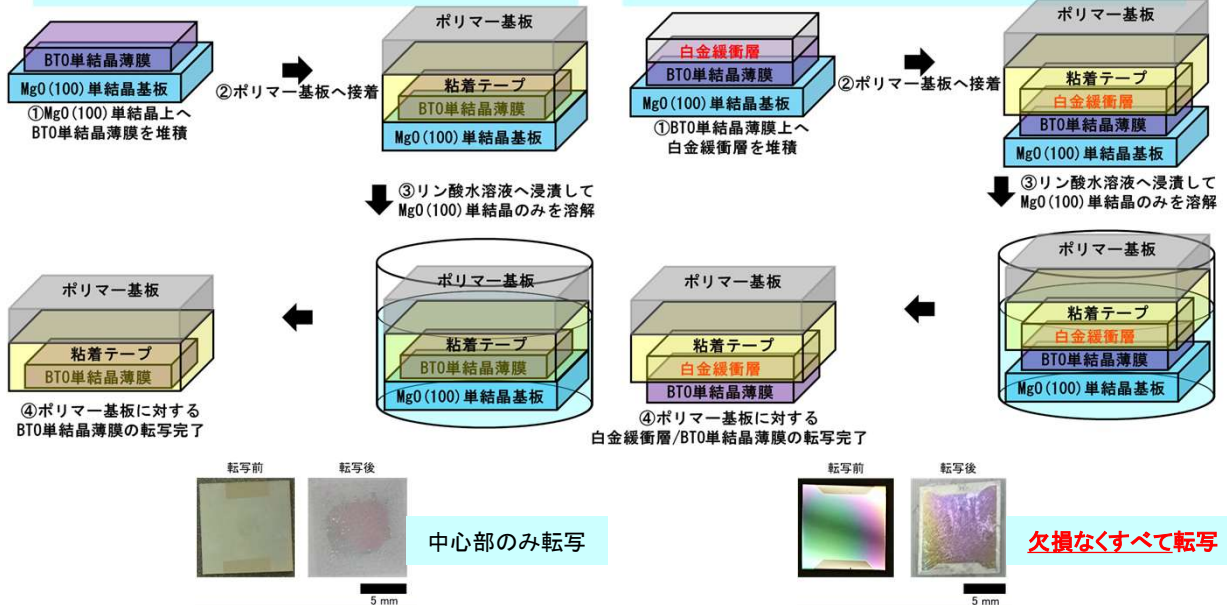 BTO単結晶薄膜
MgO(100)単結晶基板
①MgO(100)単結晶上へ
BTO単結晶薄膜を堆積
②ポリマー基板へ接着
ポリマー基板
粘着テープ
BTO単結晶薄膜
MgO(100)単結晶基板
③リン酸水溶液へ浸漬して
MgO(100)単結晶のみを溶解
ポリマー基板
粘着テープ
BTO単結晶薄膜
MgO(100)単結晶基板
ポリマー基板
粘着テープ
BTO単結晶薄膜
④ポリマー基板に対する
BTO単結晶薄膜の転写完了
転写前
転写後
5 mm
中心部のみ転写
白金緩衝層
BTO単結晶薄膜
MgO(100)単結晶基板
①BTO単結晶薄膜上へ
白金緩衝層を堆積
②ポリマー基板へ接着
ポリマー基板
粘着テープ
白金緩衝層
BTO単結晶薄膜
MgO(100)単結晶基板
③リン酸水溶液へ浸漬して
MgO(100)単結晶のみを溶解
ポリマー基板
粘着テープ
白金緩衝層
BTO単結晶薄膜
MgO(100)単結晶基板
ポリマー基板
粘着テープ
白金緩衝層
BTO単結晶薄膜
④ポリマー基板に対する
白金緩衝層/BTO単結晶薄膜の転写完了
転写前
転写後
5 mm
欠損なくすべて転写